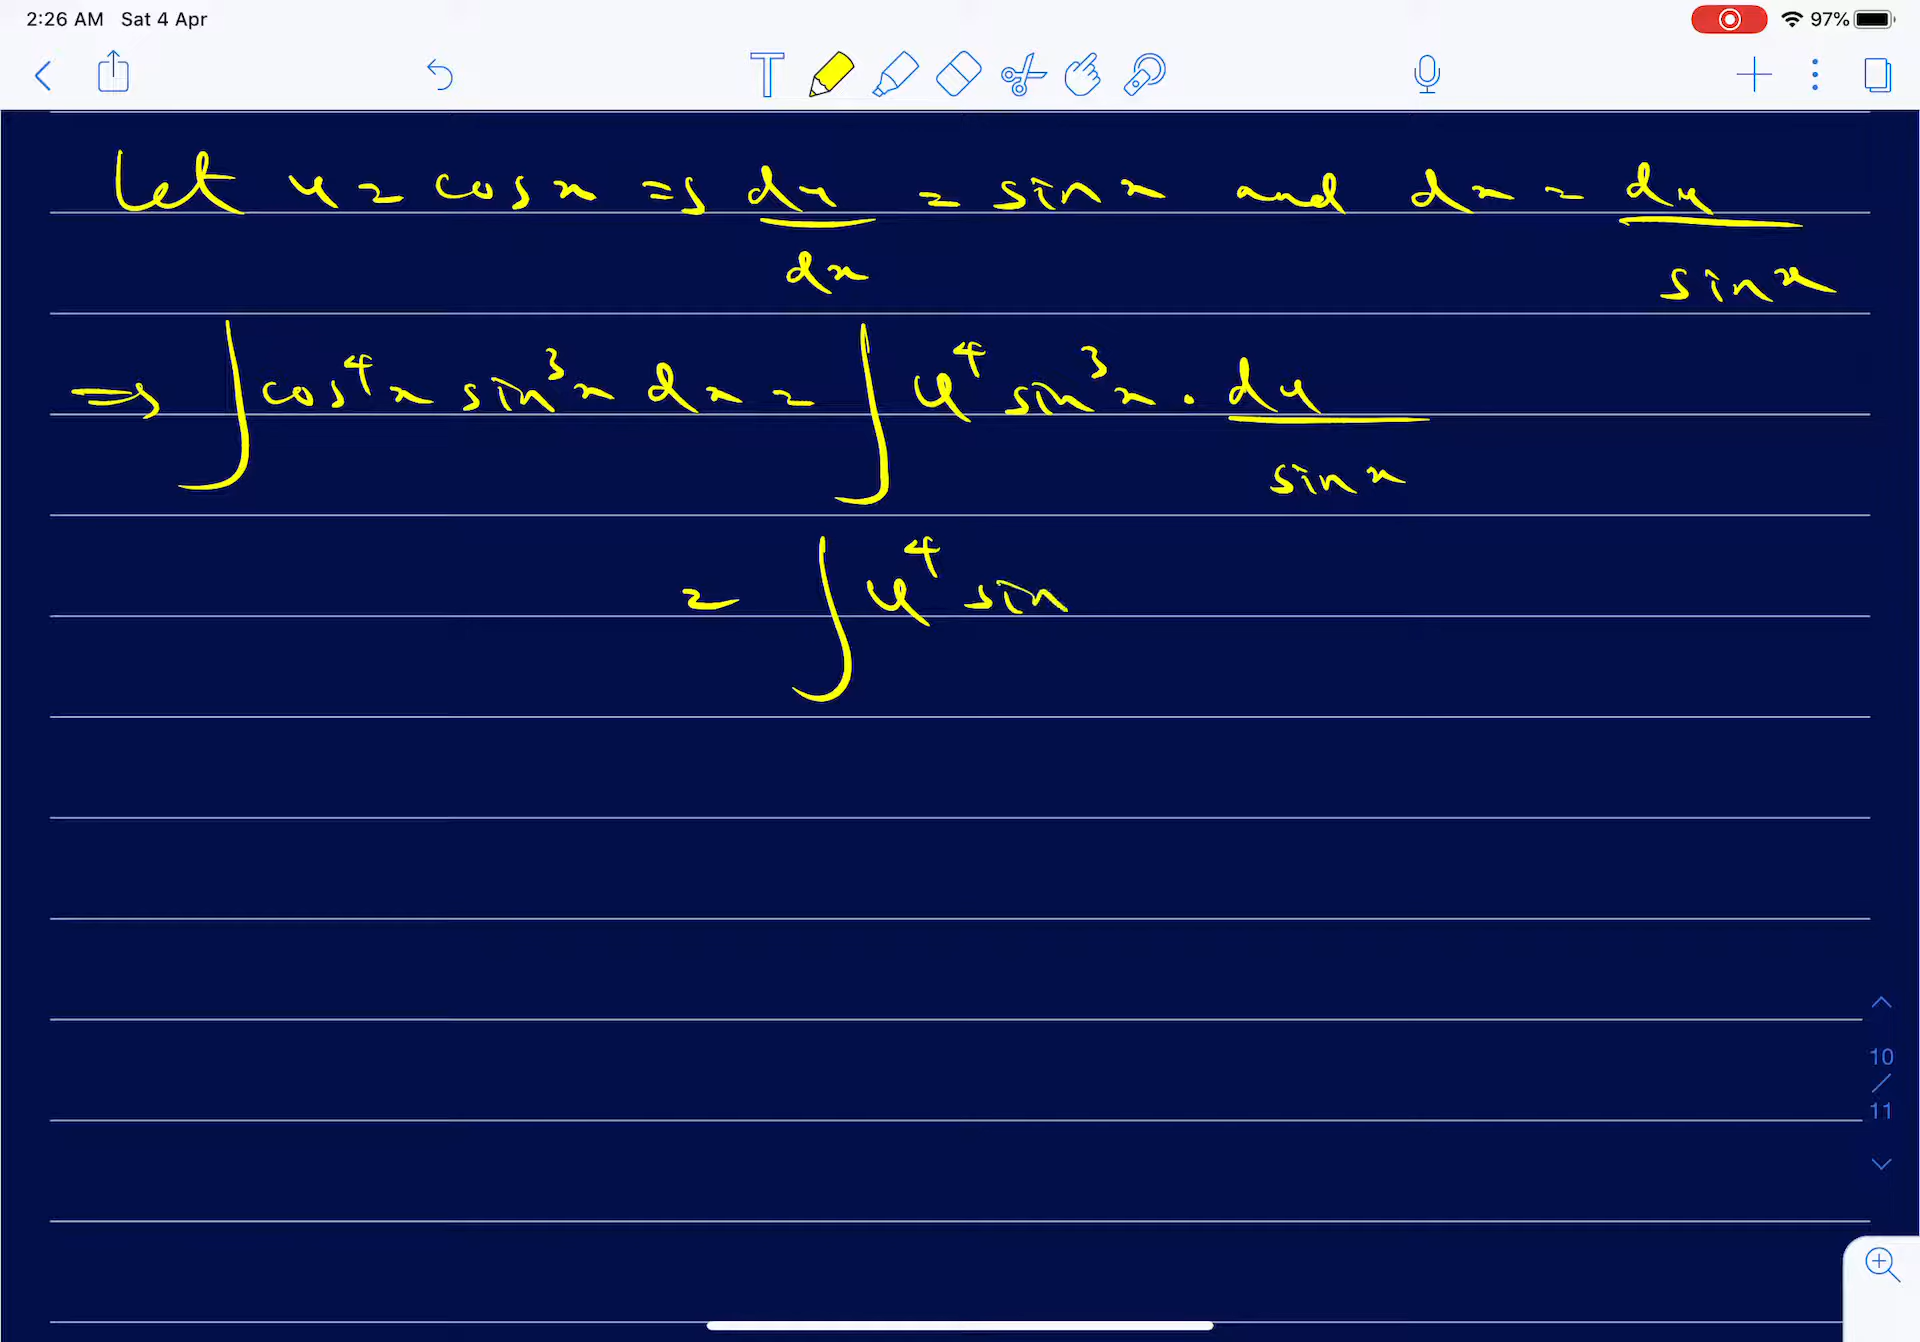 2:26 AM Sat 4 Apr 97%
Let u = cos x ⇒ du/dx = sin x and dx = du/sin x
⇒ ∫ cos⁴x sin³x dx = ∫ u⁴ sin³x · du/sin x
= ∫ u⁴ sin
10
/
11